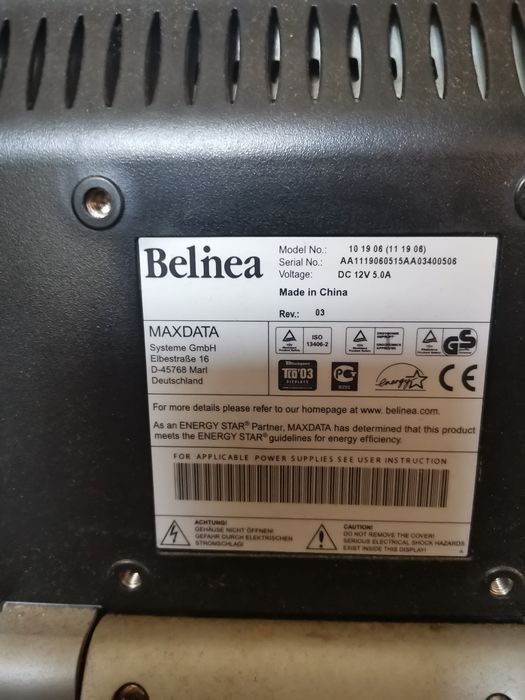 Belinea
Model No.: 10 19 06 (11 19 06)
Serial No.: AA1119060515AA03400506
Voltage: DC 12V 5.0A
Made in China
Rev.: 03
MAXDATA
Systeme GmbH
Elbestraße 16
D-45768 Marl
Deutschland
ISO
13406-2
ERGONOMICS
APPROVED
GS
TCO'03
DISPLAYS
PG
energy
CE
For more details please refer to our homepage at www. belinea.com.
As an ENERGY STAR® Partner, MAXDATA has determined that this product
meets the ENERGY STAR® guidelines for energy efficiency.
FOR APPLICABLE POWER SUPPLIES SEE USER INSTRUCTION
ACHTUNG!
GEHÄUSE NICHT ÖFFNEN!
GEFAHR DURCH ELEKTRISCHEN
STROMSCHLAG!
CAUTION!
DO NOT REMOVE THE COVER!
SERIOUS ELECTRICAL SHOCK HAZARDS
EXIST INSIDE THIS DISPLAY!